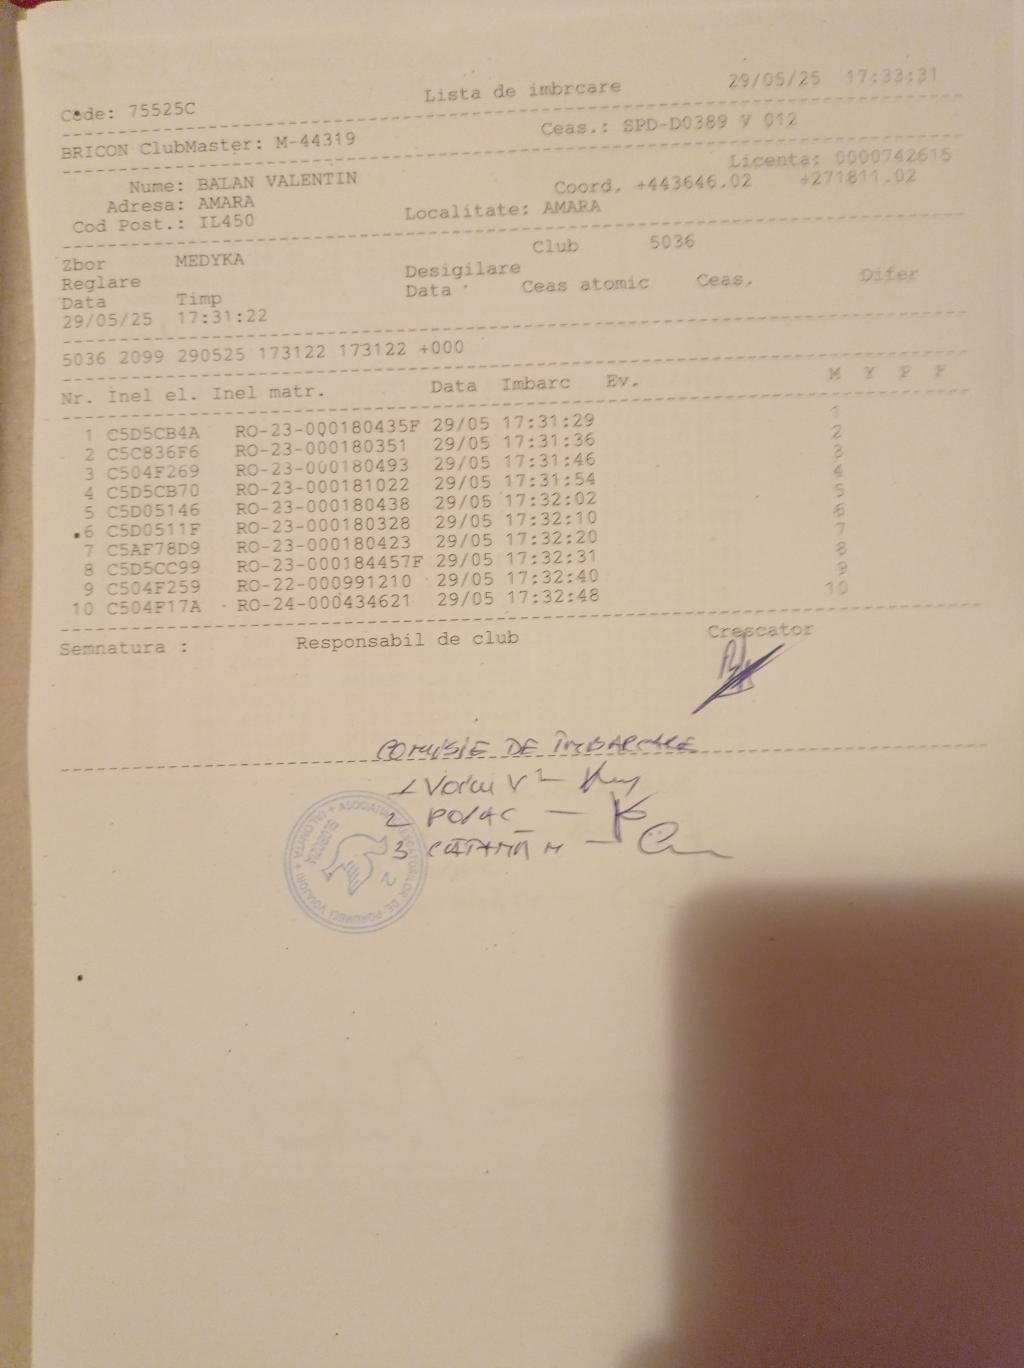 Code: 75525C Lista de imbrcare 29/05/25 17:33:31
BRICON ClubMaster: M-44319 Ceas.: SPD-D0389 V 012
Licenta: 0000742615
Nume: BALAN VALENTIN Coord. +443646.02 +271811.02
Adresa: AMARA
Cod Post.: IL450 Localitate: AMARA
Zbor MEDYKA Club 5036
Reglare Desigilare
Data Timp Data Ceas atomic Ceas. Difer
29/05/25 17:31:22
5036 2099 290525 173122 173122 +000
Nr. Inel el. Inel matr. Data Imbarc Ev. M Y P F
1 C5D5CB4A RO-23-000180435F 29/05 17:31:29 1
2 C5C836F6 RO-23-000180351 29/05 17:31:36 2
3 C504F269 RO-23-000180493 29/05 17:31:46 3
4 C5D5CB70 RO-23-000181022 29/05 17:31:54 4
5 C5D05146 RO-23-000180438 29/05 17:32:02 5
6 C5D0511F RO-23-000180328 29/05 17:32:10 6
7 C5AF78D9 RO-23-000180423 29/05 17:32:20 7
8 C5D5CC99 RO-23-000184457F 29/05 17:32:31 8
9 C504F259 RO-22-000991210 29/05 17:32:40 9
10 C504F17A RO-24-000434621 29/05 17:32:48 10
Semnatura : Responsabil de club Crescator
COMISIE DE ÎMBARCARE
1 Voicu V
2
3